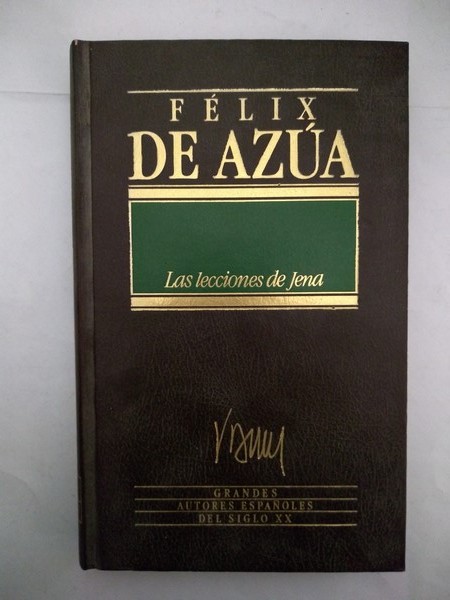 FÉLIX
DE AZÚA
Las lecciones de Jena
GRANDES
AUTORES ESPAÑOLES
DEL SIGLO XX